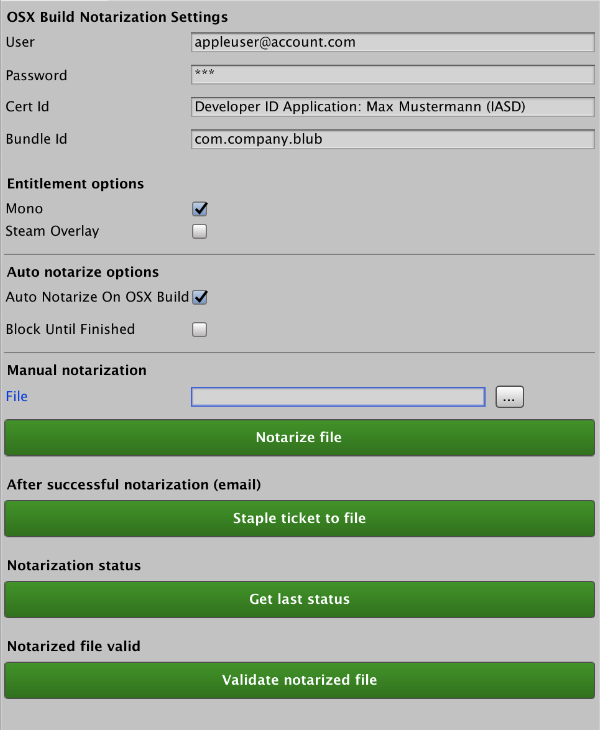 OSX Build Notarization Settings
User appleuser@account.com
Password ***
Cert Id Developer ID Application: Max Mustermann (IASD)
Bundle Id com.company.blub
Entitlement options
Mono
Steam Overlay
Auto notarize options
Auto Notarize On OSX Build
Block Until Finished
Manual notarization
File ...
Notarize file
After successful notarization (email)
Staple ticket to file
Notarization status
Get last status
Notarized file valid
Validate notarized file